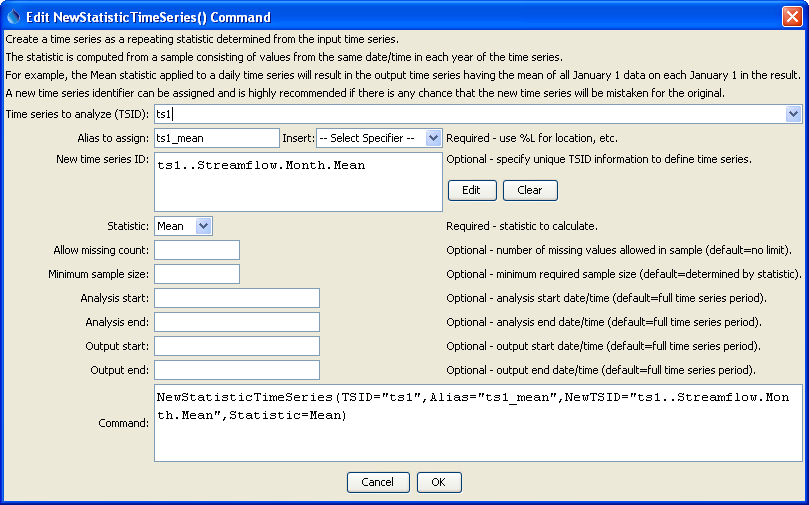 Edit NewStatisticTimeSeries() Command
Create a time series as a repeating statistic determined from the input time series.
The statistic is computed from a sample consisting of values from the same date/time in each year of the time series.
For example, the Mean statistic applied to a daily time series will result in the output time series having the mean of all January 1 data on each January 1 in the result.
A new time series identifier can be assigned and is highly recommended if there is any chance that the new time series will be mistaken for the original.
Time series to analyze (TSID): ts1
Alias to assign: ts1_mean Insert: -- Select Specifier -- Required - use %L for location, etc.
New time series ID: ts1..Streamflow.Month.Mean Optional - specify unique TSID information to define time series.
Edit Clear
Statistic: Mean Required - statistic to calculate.
Allow missing count: Optional - number of missing values allowed in sample (default=no limit).
Minimum sample size: Optional - minimum required sample size (default=determined by statistic).
Analysis start: Optional - analysis start date/time (default=full time series period).
Analysis end: Optional - analysis end date/time (default=full time series period).
Output start: Optional - output start date/time (default=full time series period).
Output end: Optional - output end date/time (default=full time series period).
Command: NewStatisticTimeSeries(TSID="ts1",Alias="ts1_mean",NewTSID="ts1..Streamflow.Mon
th.Mean",Statistic=Mean)
Cancel OK